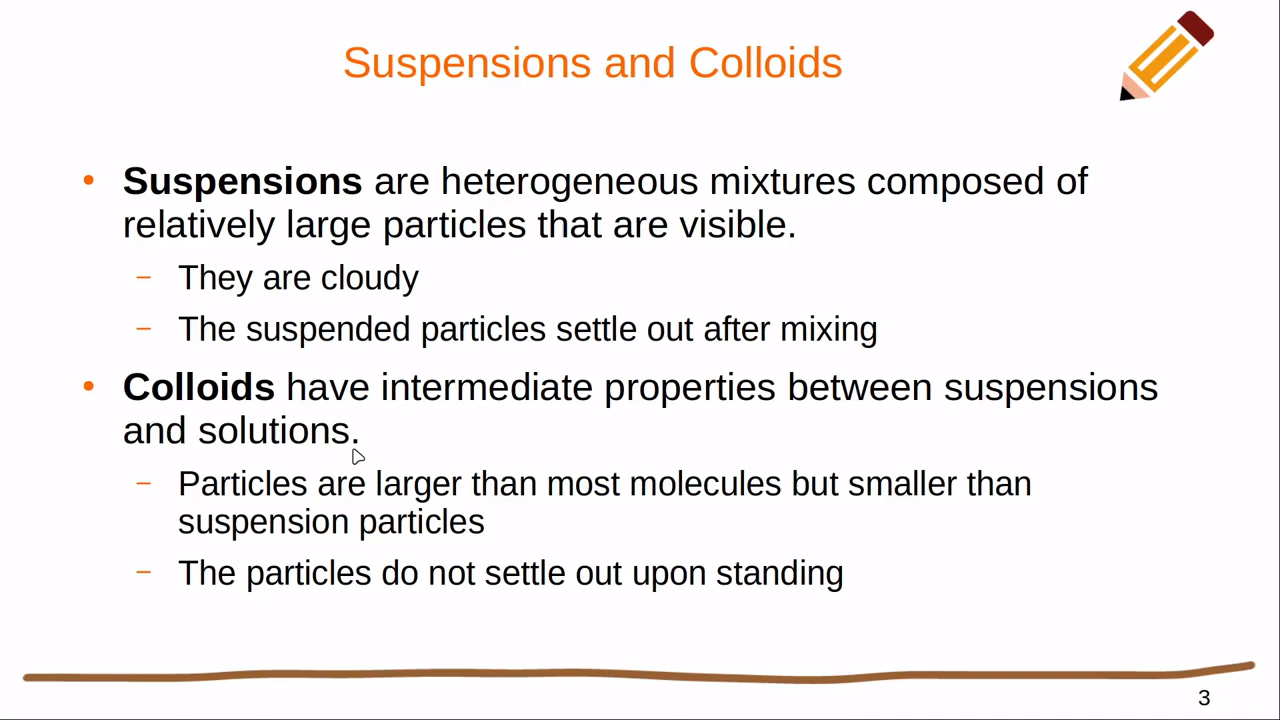 Suspensions and Colloids
• Suspensions are heterogeneous mixtures composed of
relatively large particles that are visible.
– They are cloudy
– The suspended particles settle out after mixing
• Colloids have intermediate properties between suspensions
and solutions.
– Particles are larger than most molecules but smaller than
suspension particles
– The particles do not settle out upon standing
3